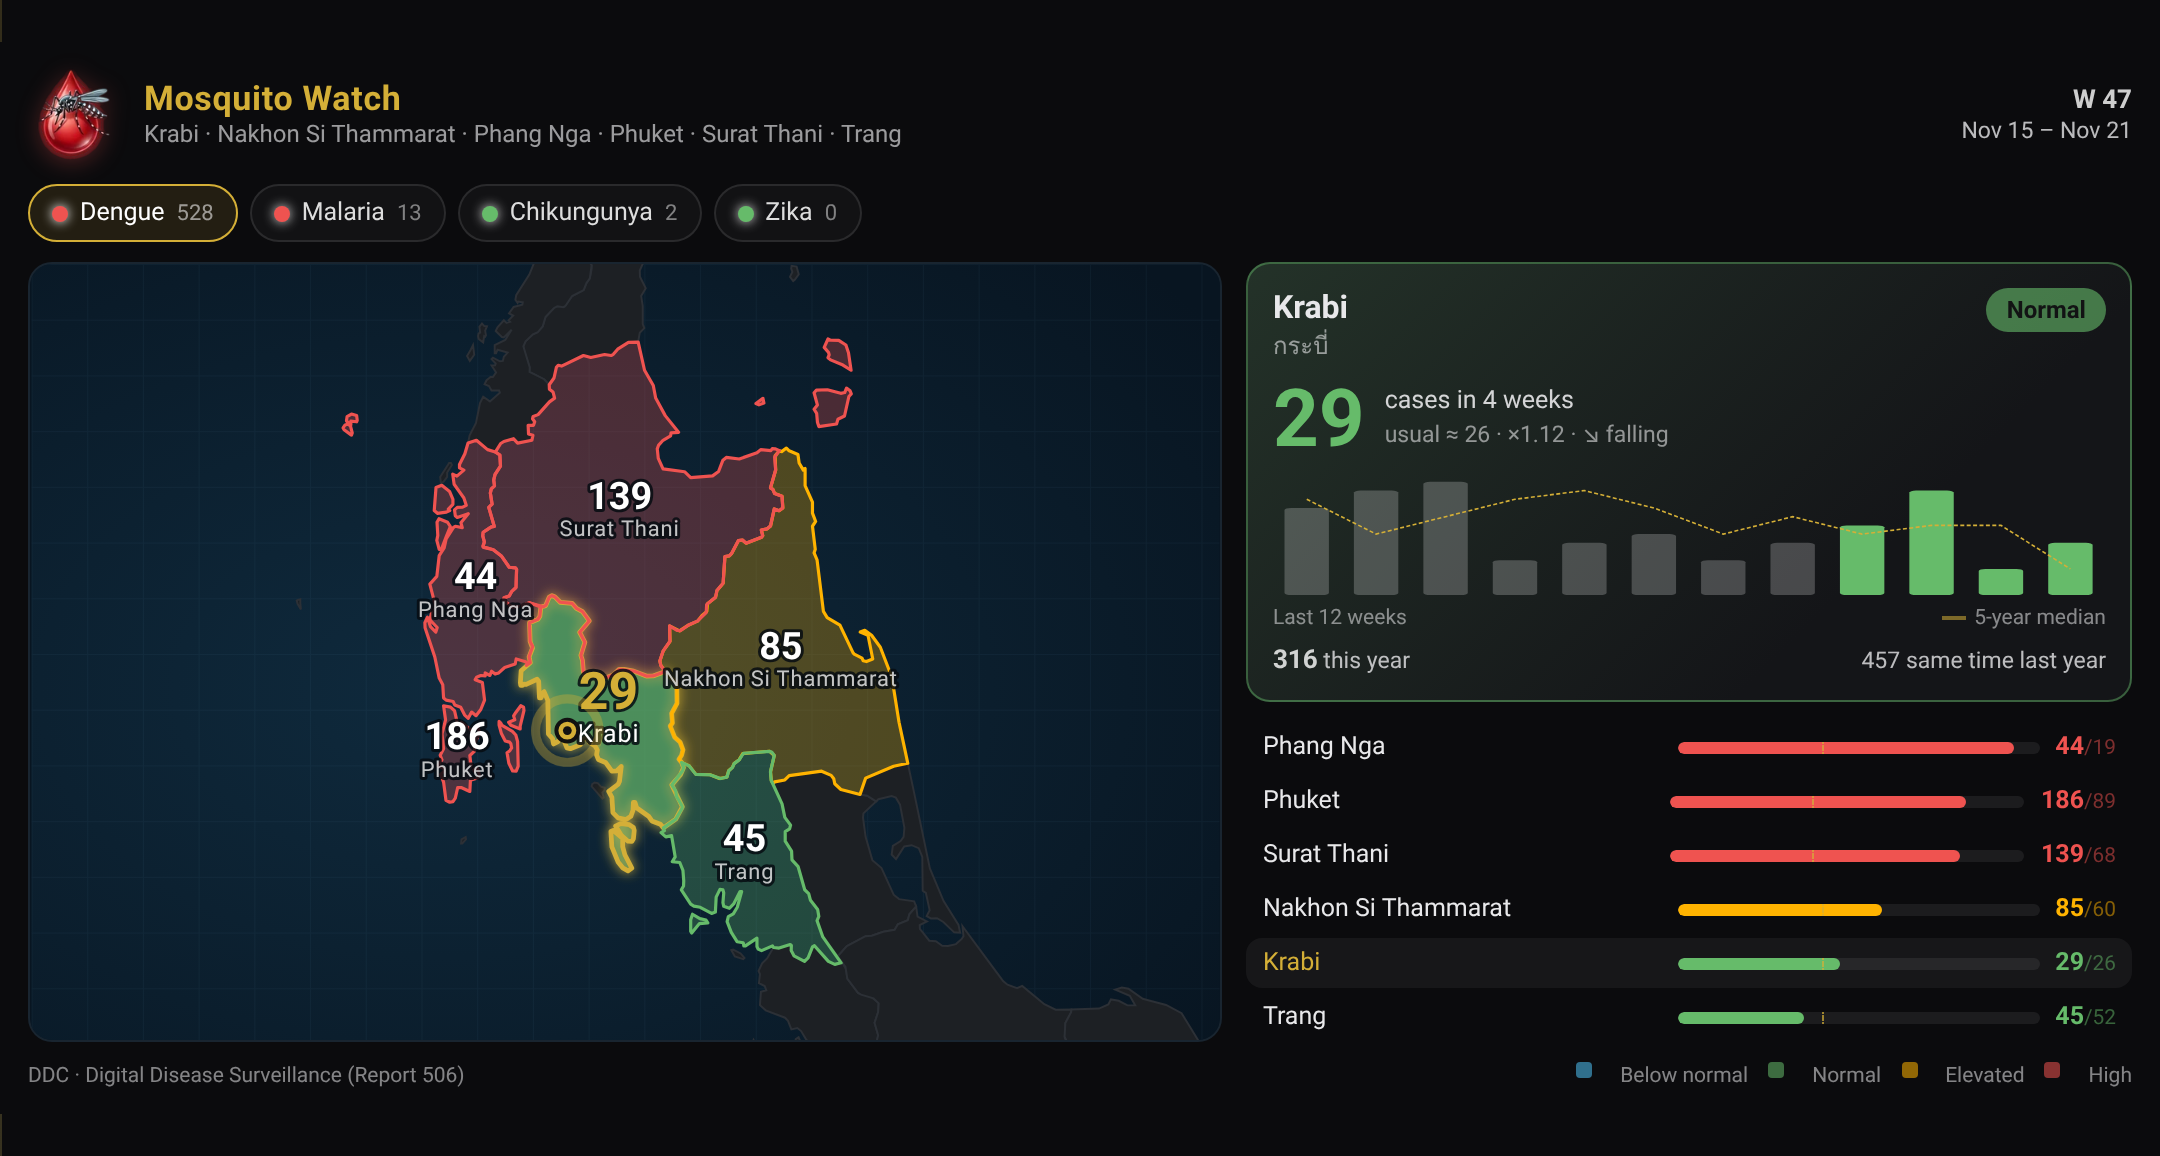 Mosquito Watch
Krabi · Nakhon Si Thammarat · Phang Nga · Phuket · Surat Thani · Trang
W 47
Nov 15 – Nov 21
Dengue 528
Malaria 13
Chikungunya 2
Zika 0
139
Surat Thani
44
Phang Nga
85
Nakhon Si Thammarat
29
Krabi
186
Phuket
45
Trang
Krabi
กระบี่
Normal
29
cases in 4 weeks
usual ≈ 26 · ×1.12 · ↘ falling
Last 12 weeks
5-year median
316 this year
457 same time last year
Phang Nga 44/19
Phuket 186/89
Surat Thani 139/68
Nakhon Si Thammarat 85/60
Krabi 29/26
Trang 45/52
DDC · Digital Disease Surveillance (Report 506)
Below normal
Normal
Elevated
High